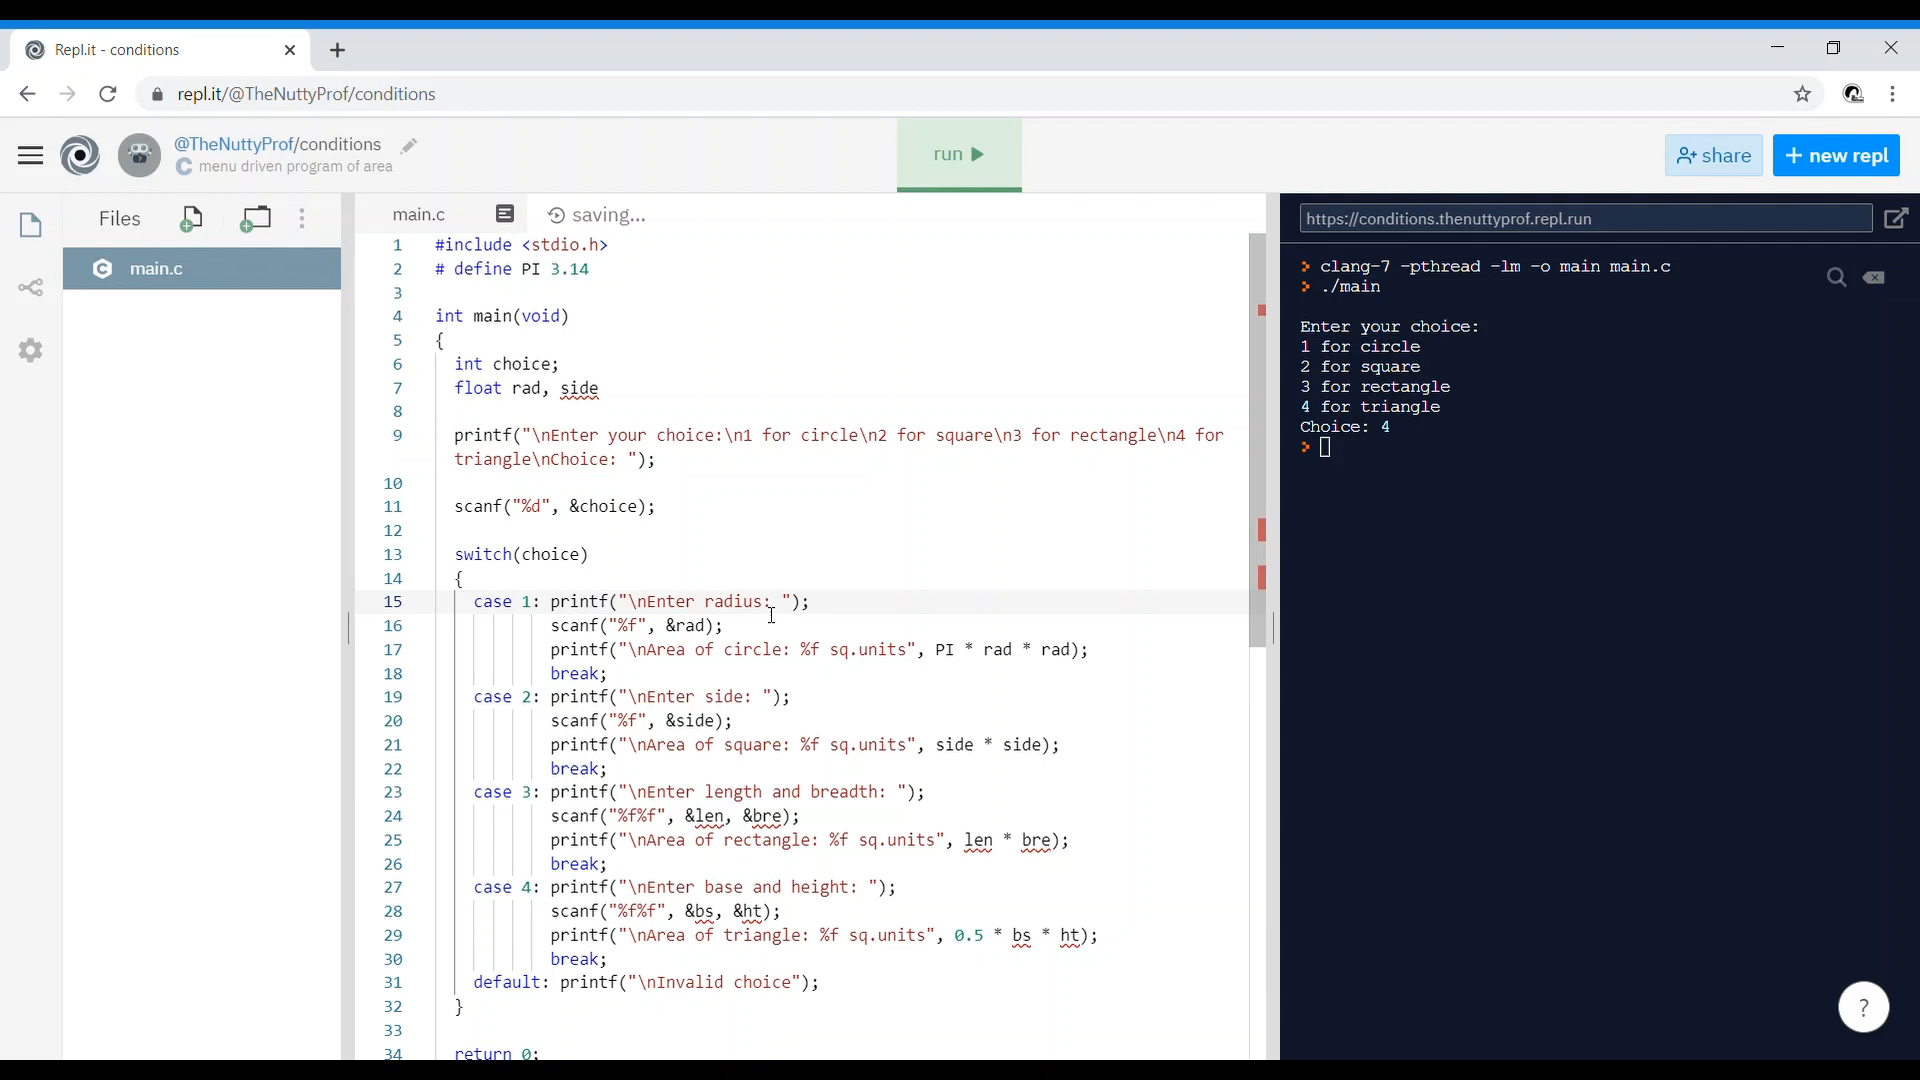 Repl.it - conditions
repl.it/@TheNuttyProf/conditions
@TheNuttyProf/conditions
menu driven program of area
run
share
+ new repl
Files
main.c
main.c
saving...
1 #include <stdio.h>
2 # define PI 3.14
3
4 int main(void)
5 {
6 int choice;
7 float rad, side
8
9 printf("\nEnter your choice:\n1 for circle\n2 for square\n3 for rectangle\n4 for
triangle\nChoice: ");
10
11 scanf("%d", &choice);
12
13 switch(choice)
14 {
15 case 1: printf("\nEnter radius: ");
16 scanf("%f", &rad);
17 printf("\nArea of circle: %f sq.units", PI * rad * rad);
18 break;
19 case 2: printf("\nEnter side: ");
20 scanf("%f", &side);
21 printf("\nArea of square: %f sq.units", side * side);
22 break;
23 case 3: printf("\nEnter length and breadth: ");
24 scanf("%f%f", &len, &bre);
25 printf("\nArea of rectangle: %f sq.units", len * bre);
26 break;
27 case 4: printf("\nEnter base and height: ");
28 scanf("%f%f", &bs, &ht);
29 printf("\nArea of triangle: %f sq.units", 0.5 * bs * ht);
30 break;
31 default: printf("\nInvalid choice");
32 }
33
34 return 0;
https://conditions.thenuttyprof.repl.run
> clang-7 -pthread -lm -o main main.c
> ./main
Enter your choice:
1 for circle
2 for square
3 for rectangle
4 for triangle
Choice: 4
>
?